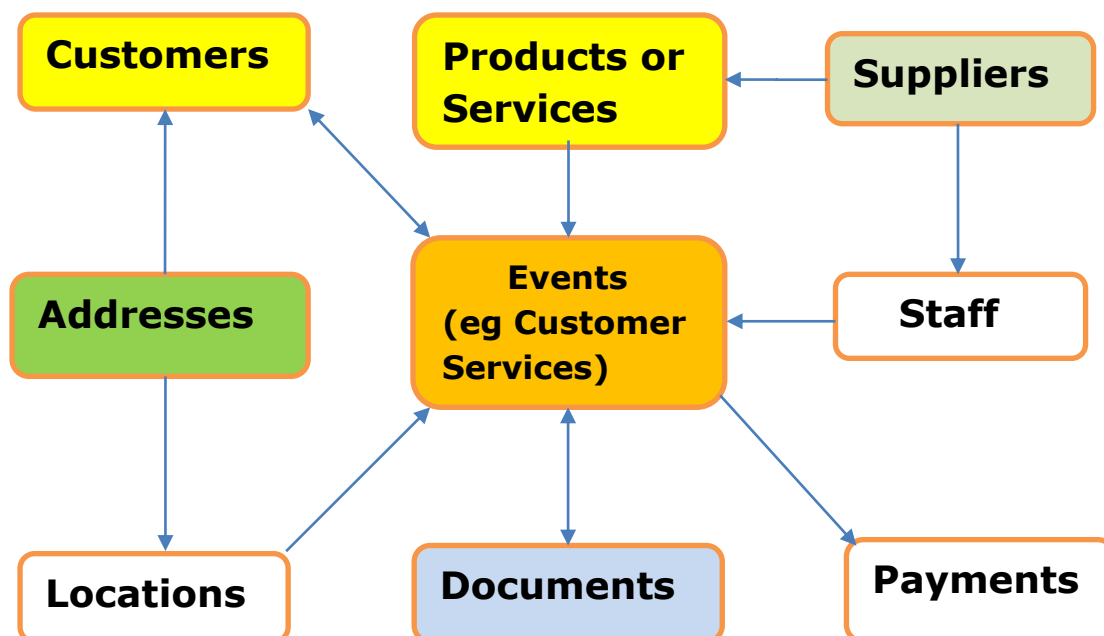 Customers
Products or
Services
Suppliers
Addresses
Events
(eg Customer
Services)
Staff
Locations
Documents
Payments